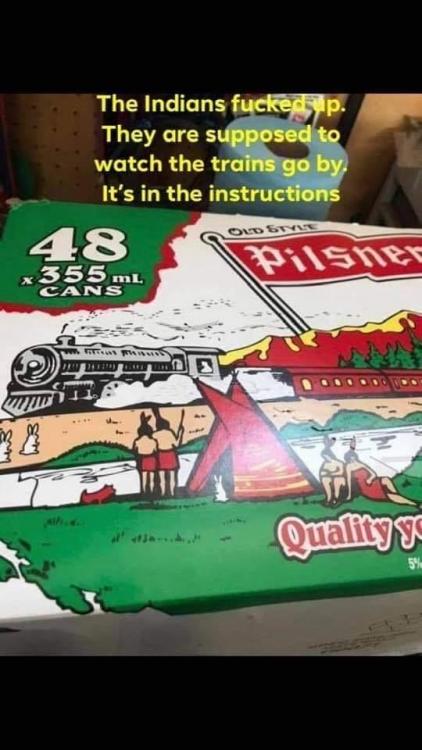 The Indians fucked up.
They are supposed to
watch the trains go by.
It's in the instructions
48
x 355 mL
CANS
OLD STYLE
Pilsner
Quality
5%